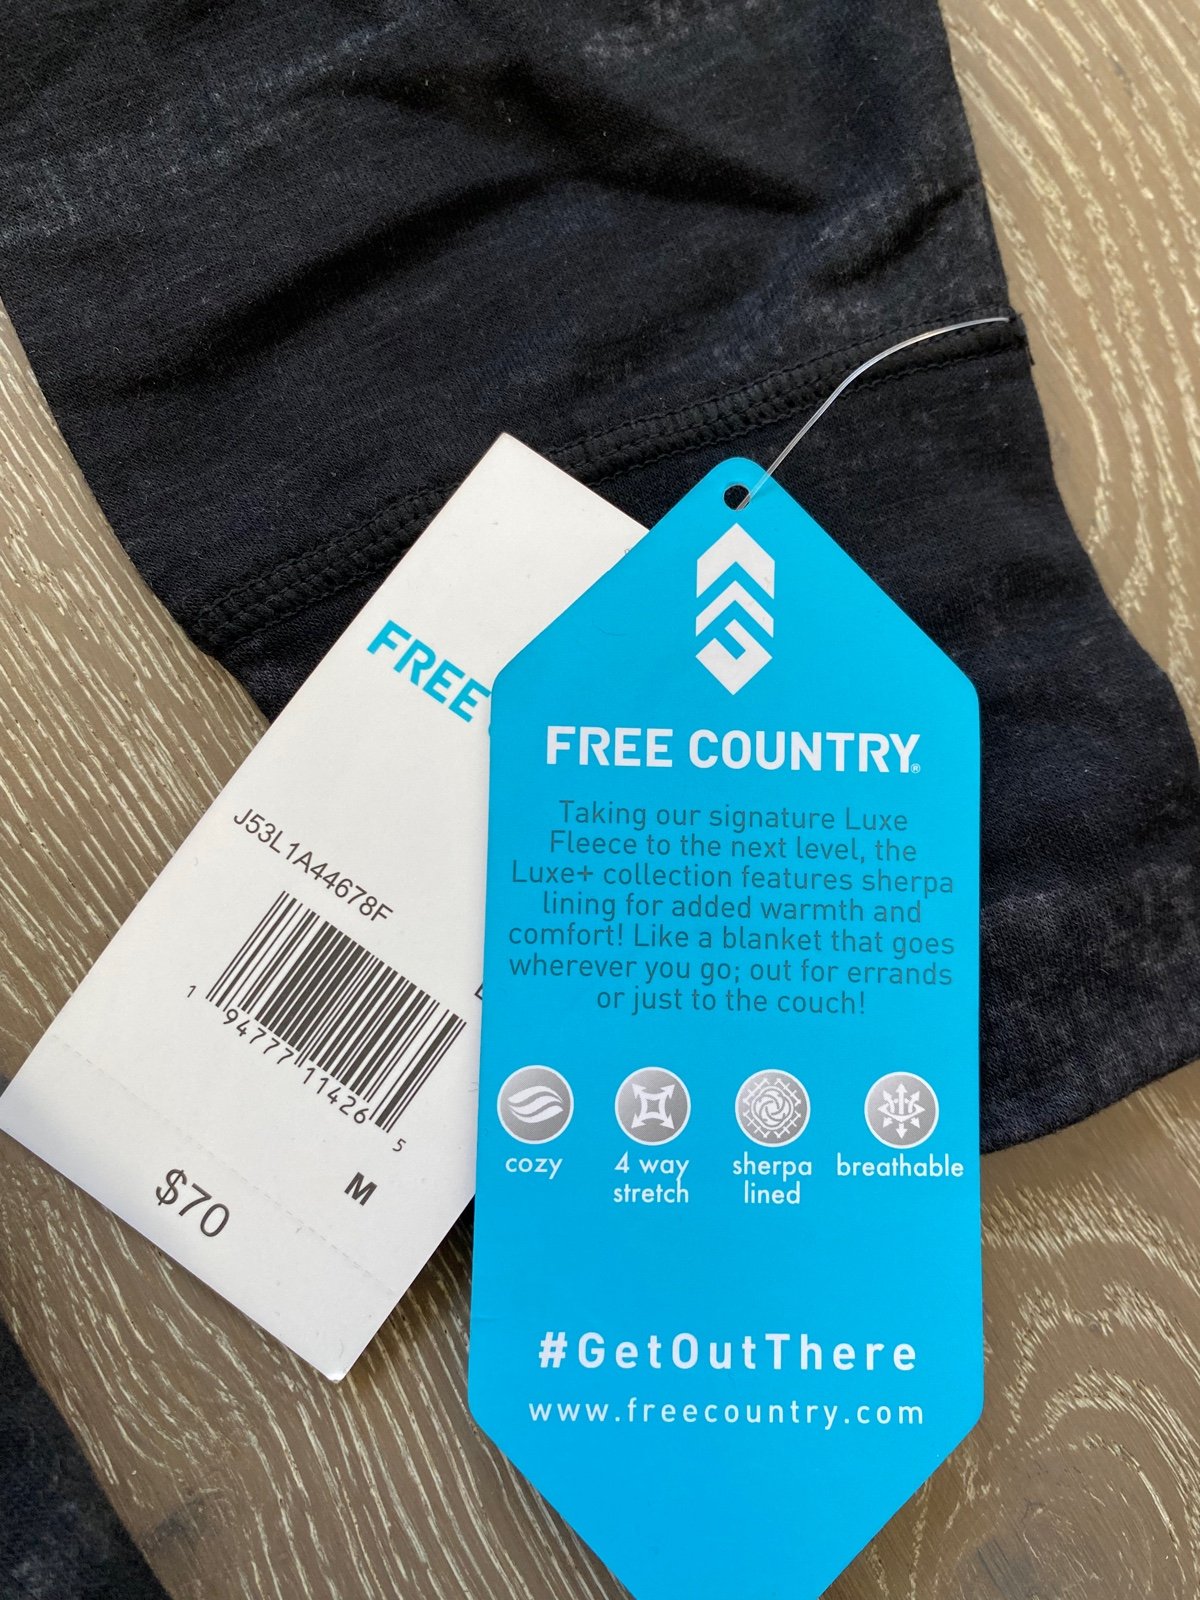 FREE
J53L1A44678F
1 94777 11426 5
M
$70
FREE COUNTRY®
Taking our signature Luxe
Fleece to the next level, the
Luxe+ collection features sherpa
lining for added warmth and
comfort! Like a blanket that goes
wherever you go; out for errands
or just to the couch!
cozy
4 way
stretch
sherpa
lined
breathable
#GetOutThere
www.freecountry.com